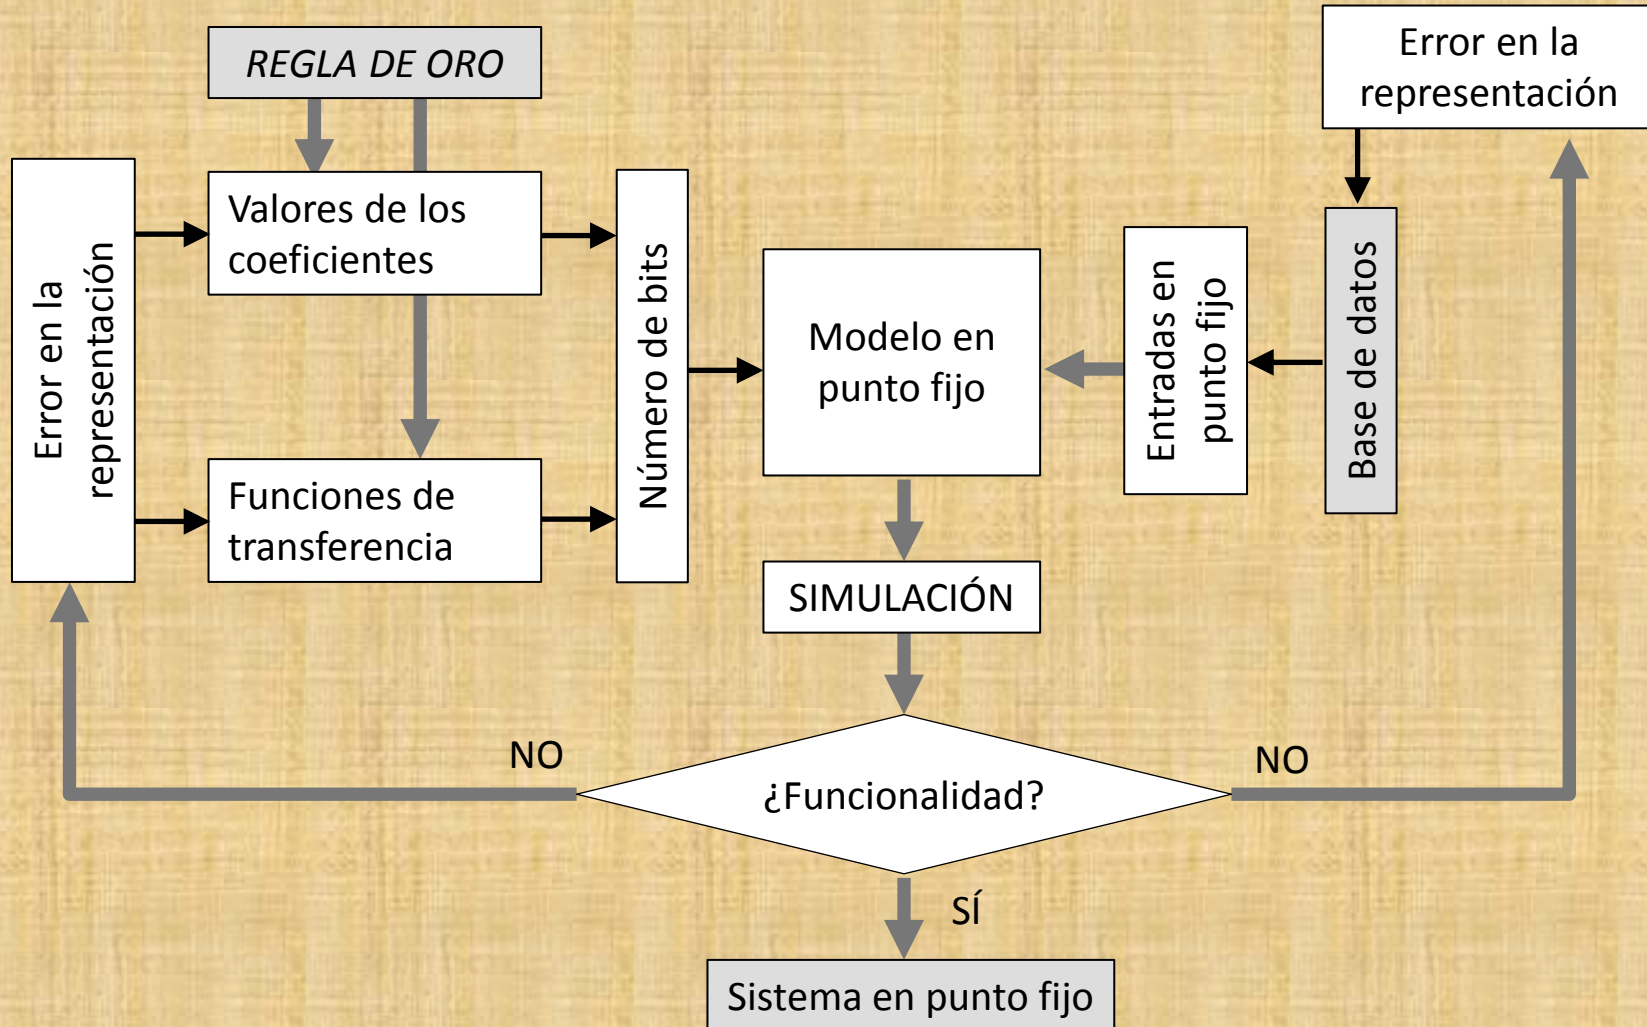 REGLA DE ORO
Error en la
representación
Error en la
representación
Valores de los
coeficientes
Funciones de
transferencia
Número de bits
Modelo en
punto fijo
Entradas en
punto fijo
Base de datos
SIMULACIÓN
NO
¿Funcionalidad?
NO
SÍ
Sistema en punto fijo